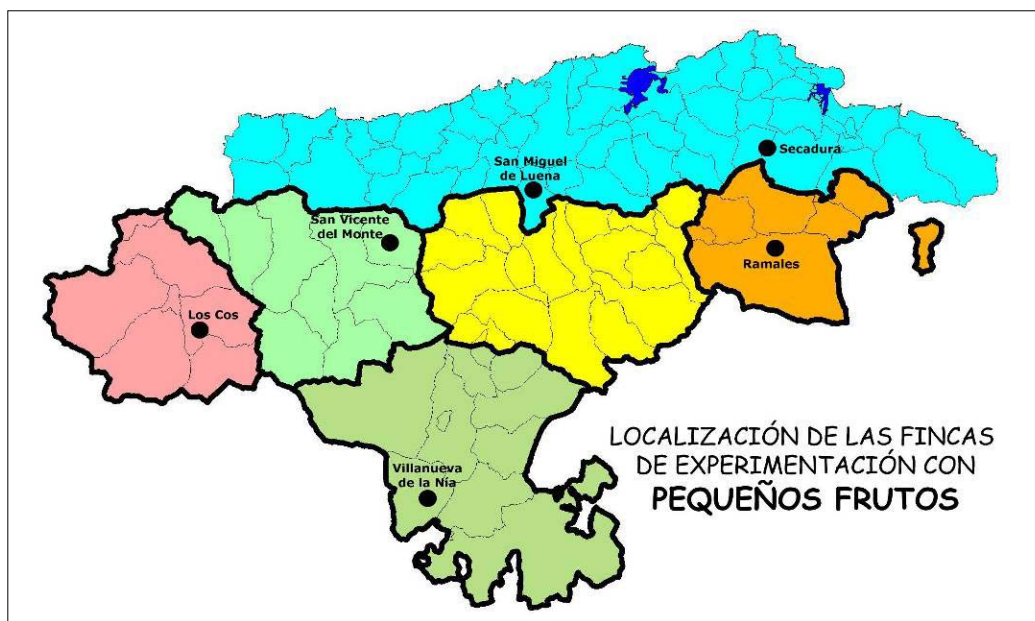 San Miguel
de Luena
Secadura
San Vicente
del Monte
Ramales
Los Cos
Villanueva
de la Nía
LOCALIZACIÓN DE LAS FINCAS
DE EXPERIMENTACIÓN CON
PEQUEÑOS FRUTOS